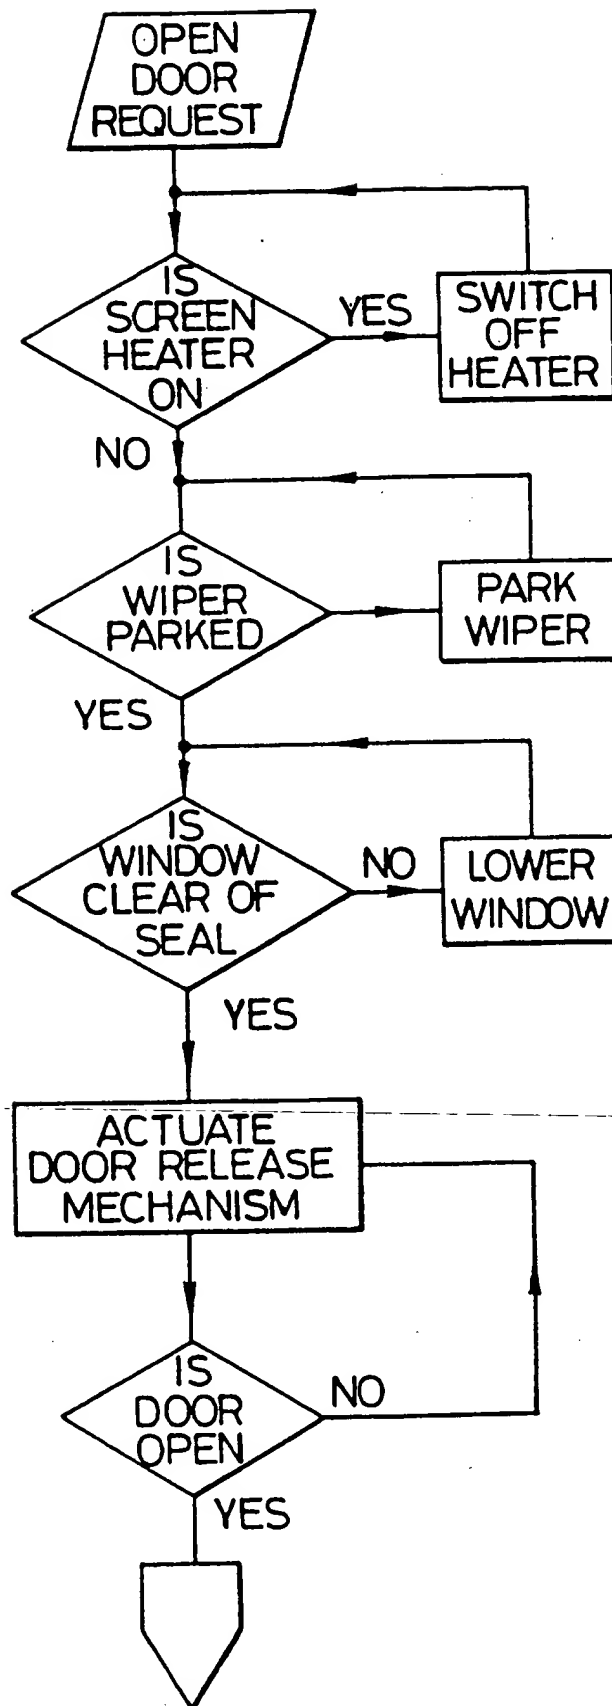 OPEN
DOOR
REQUEST
IS
SCREEN
HEATER
ON
YES
SWITCH
OFF
HEATER
NO
IS
WIPER
PARKED
PARK
WIPER
YES
IS
WINDOW
CLEAR OF
SEAL
NO
LOWER
WINDOW
YES
ACTUATE
DOOR RELEASE
MECHANISM
IS
DOOR
OPEN
NO
YES